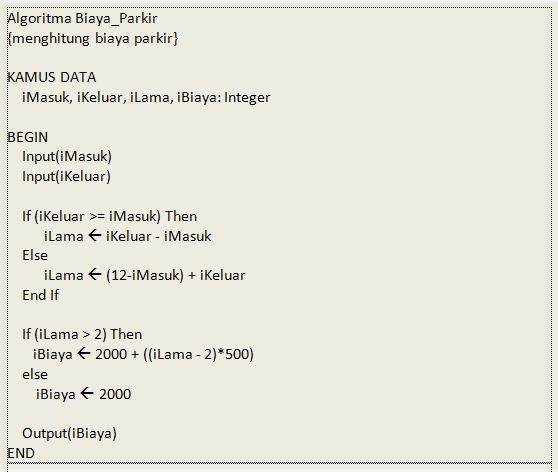 Algoritma Biaya_Parkir
{menghitung biaya parkir}
KAMUS DATA
iMasuk, iKeluar, iLama, iBiaya: Integer
BEGIN
Input(iMasuk)
Input(iKeluar)
If (iKeluar >= iMasuk) Then
iLama ← iKeluar - iMasuk
Else
iLama ← (12-iMasuk) + iKeluar
End If
If (iLama > 2) Then
iBiaya ← 2000 + ((iLama - 2)*500)
else
iBiaya ← 2000
Output(iBiaya)
END